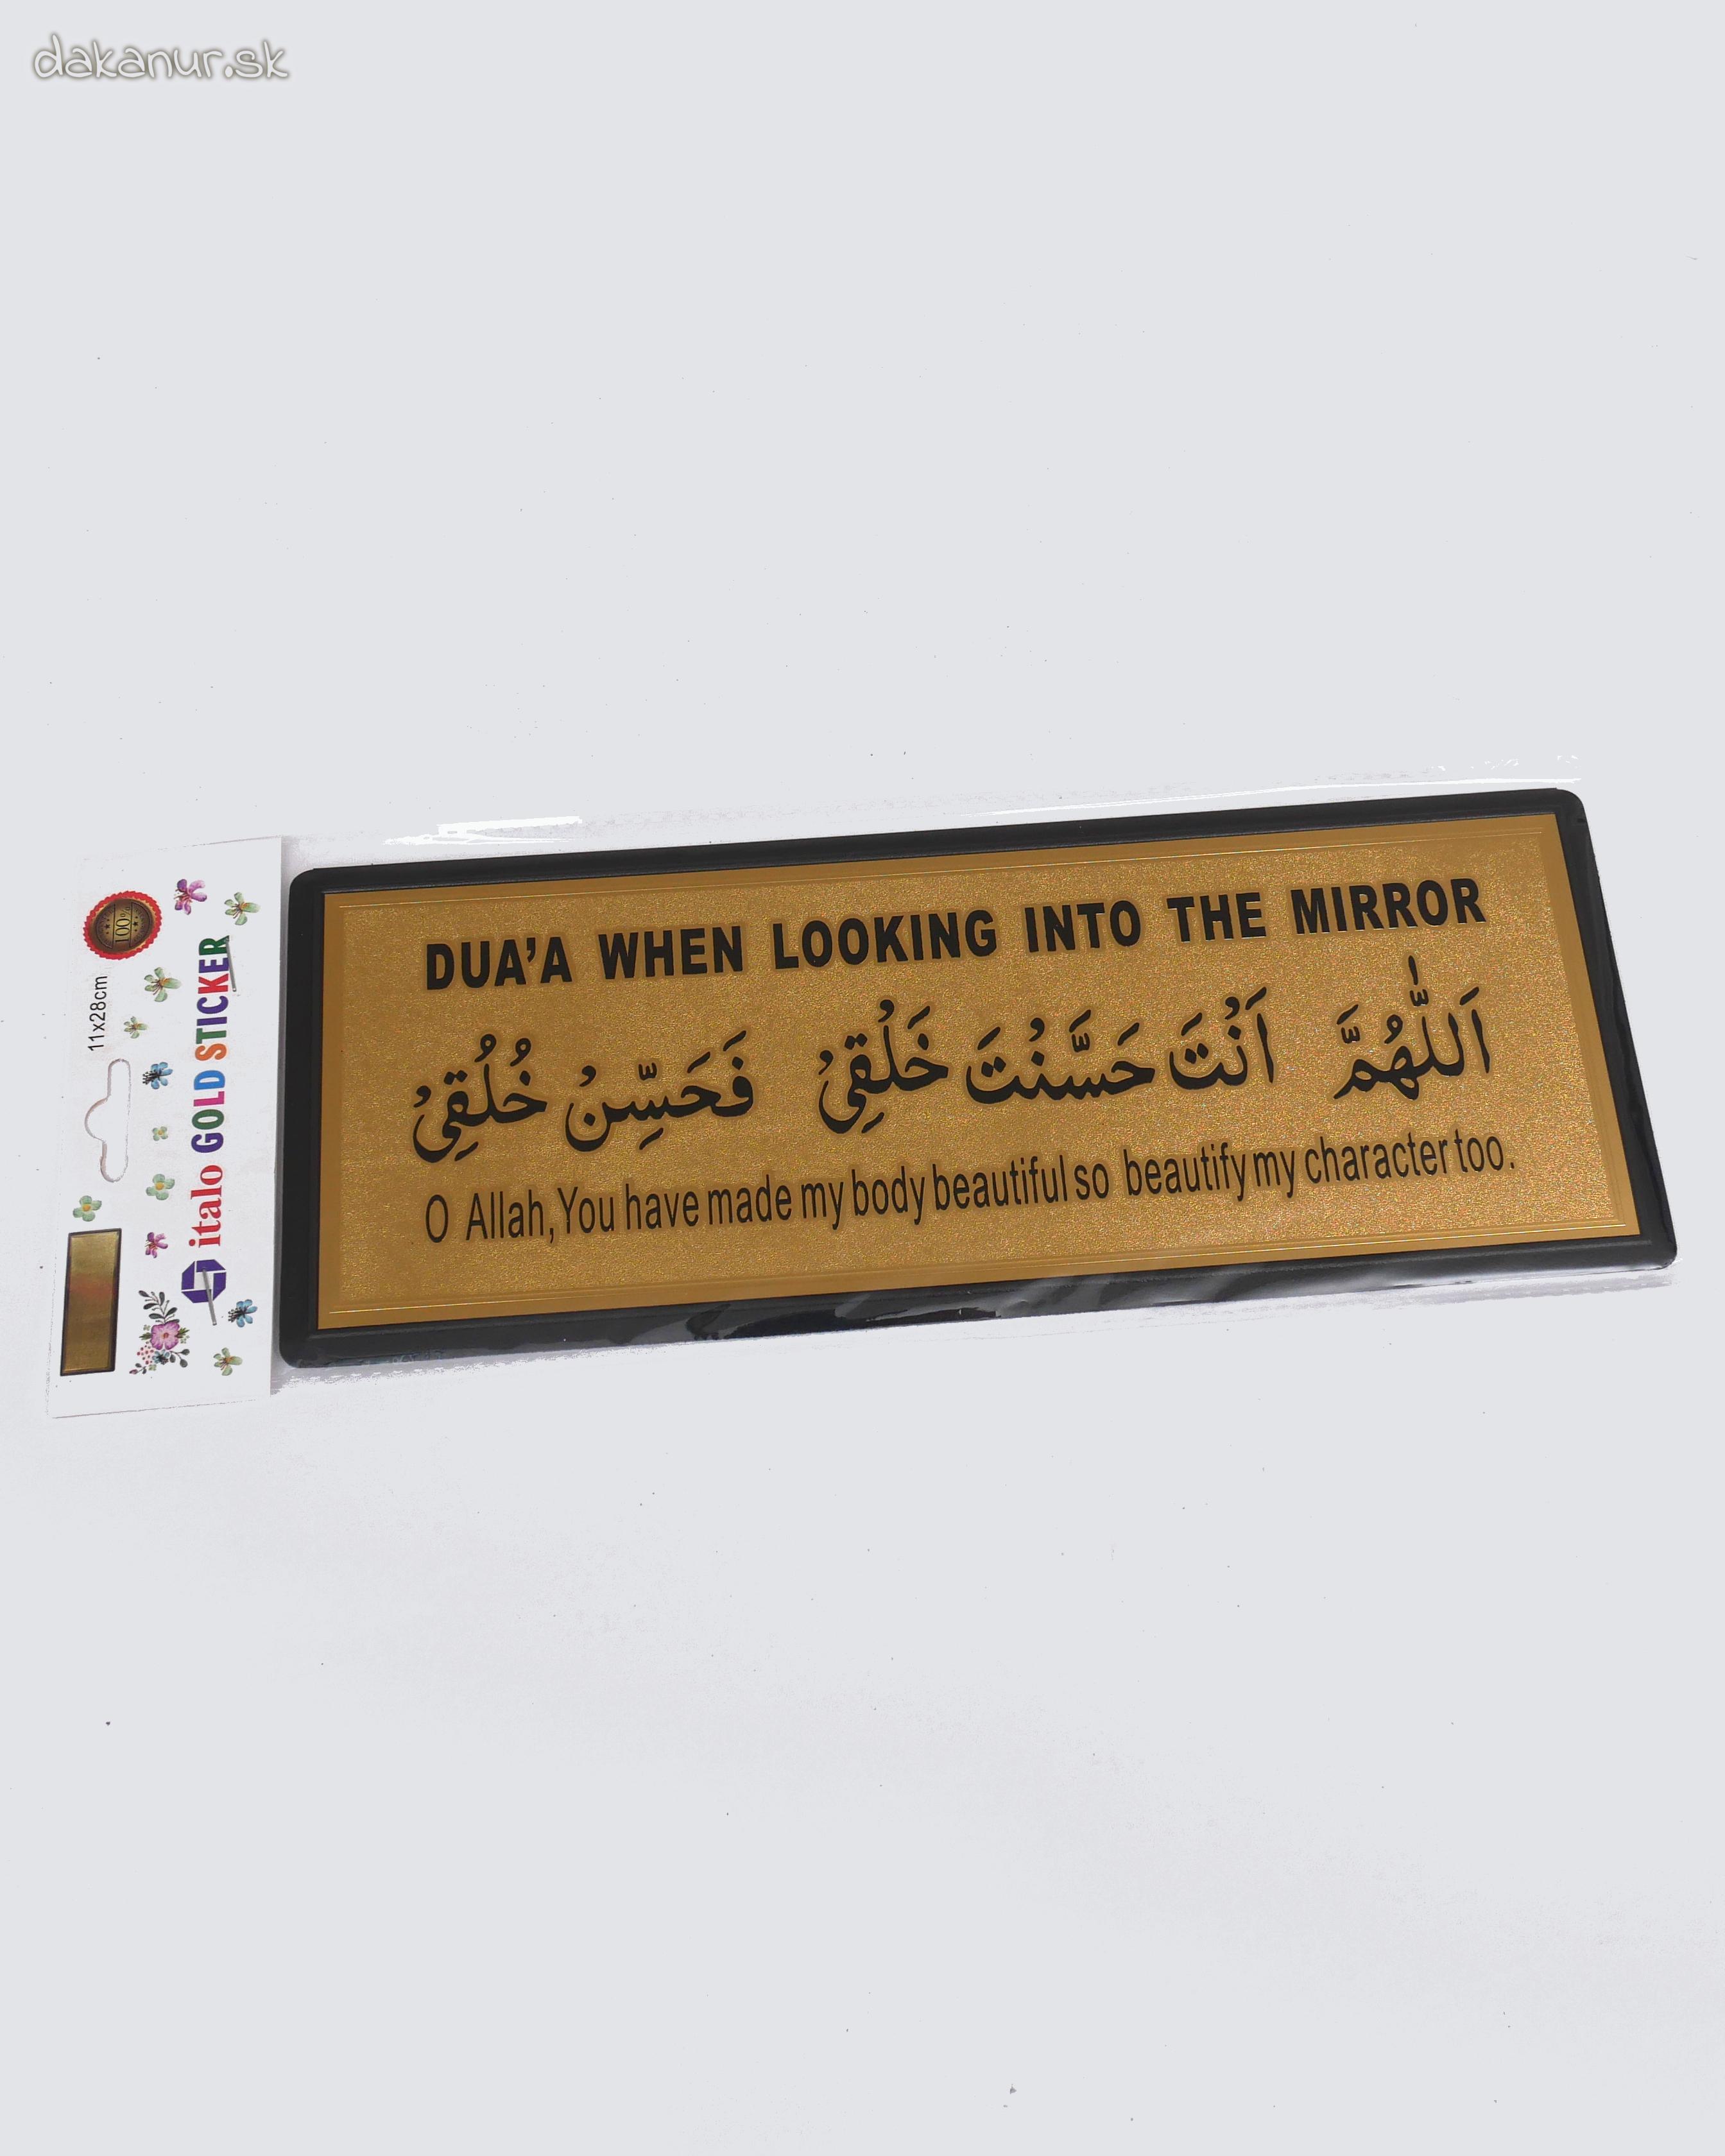 dakanur.sk
DUA'A WHEN LOOKING INTO THE MIRROR
اَللّٰهُمَّ اَنْتَ حَسَّنْتَ خَلْقِىْ فَحَسِّنْ خُلُقِىْ
O Allah, You have made my body beautiful so beautify my character too.
100%
11x28cm
italo GOLD STICKER